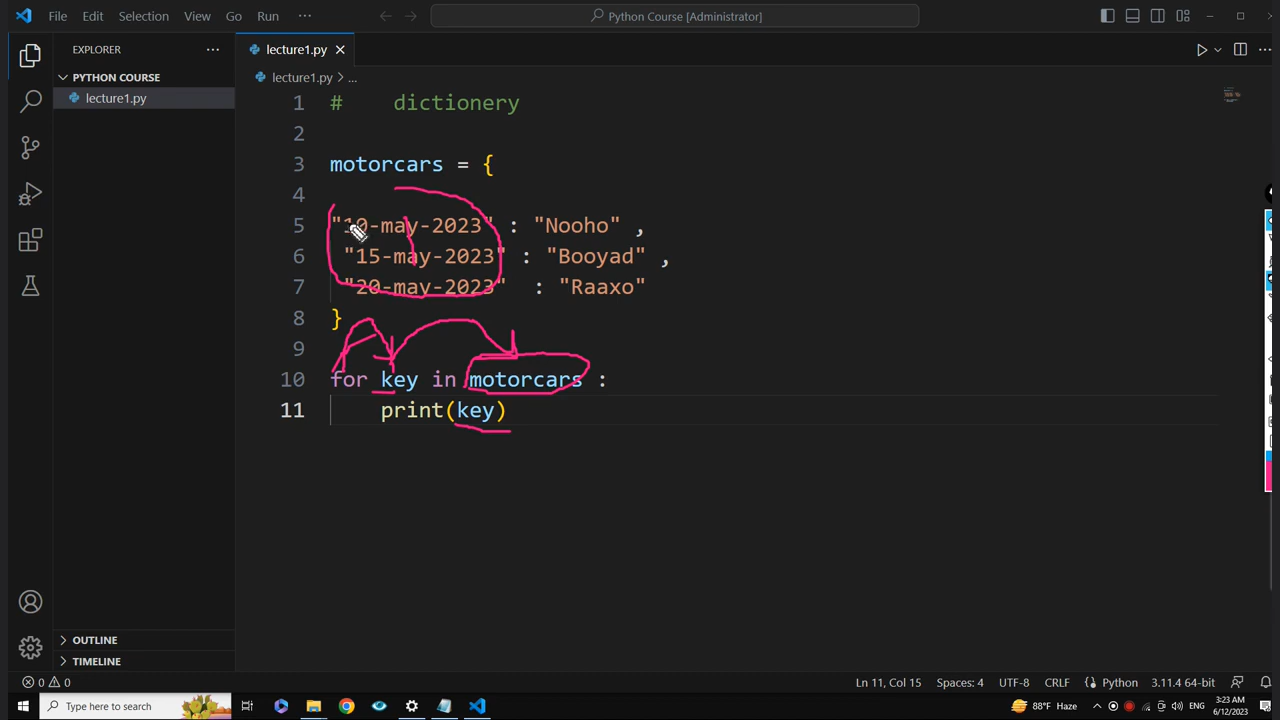 File Edit Selection View Go Run ··· Python Course [Administrator]
EXPLORER ···
lecture1.py
PYTHON COURSE
lecture1.py
lecture1.py > ...
1 # dictionery
2
3 motorcars = {
4
5 "10-may-2023" : "Nooho" ,
6 "15-may-2023" : "Booyad" ,
7 "20-may-2023" : "Raaxo"
8 }
9
10 for key in motorcars :
11 print(key)
OUTLINE
TIMELINE
0 0 Ln 11, Col 15 Spaces: 4 UTF-8 CRLF Python 3.11.4 64-bit
Type here to search 88°F Haze ENG 3:23 AM
6/12/2023